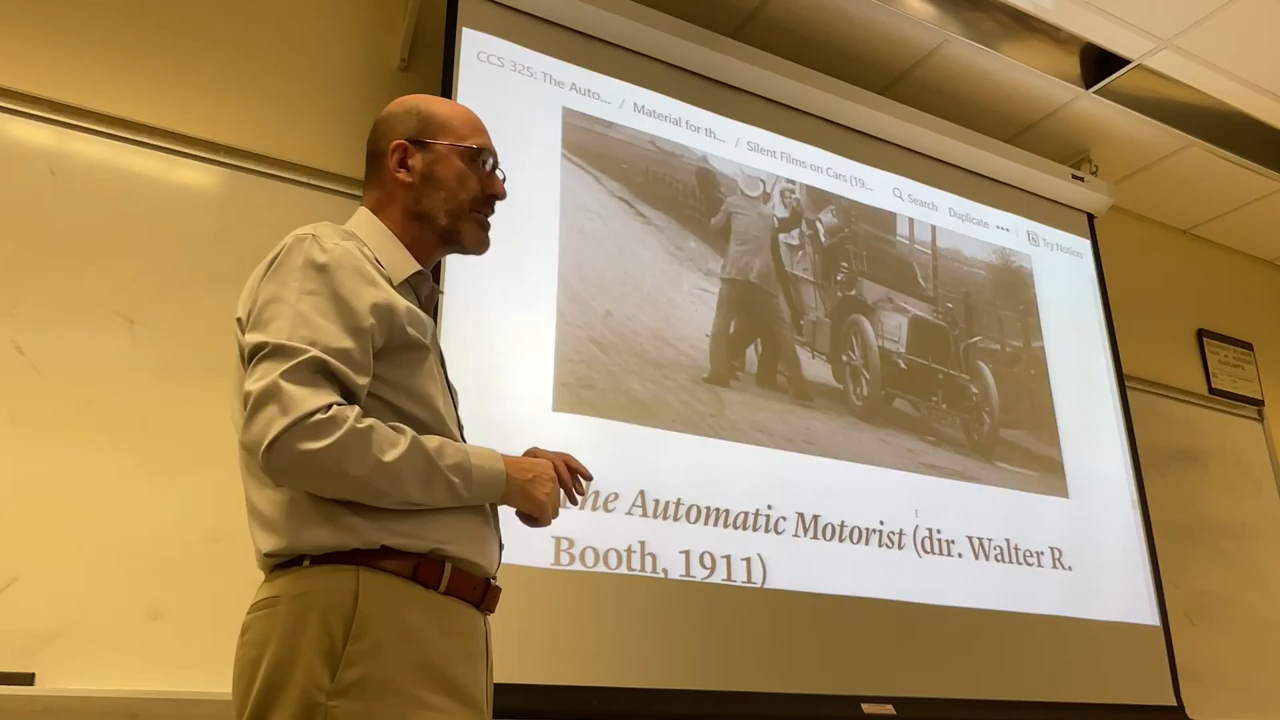 CCS 325: The Auto... / Material for th... / Silent Films on Cars (19...
Search Duplicate ••• Try Notion
he Automatic Motorist (dir. Walter R.
Booth, 1911)